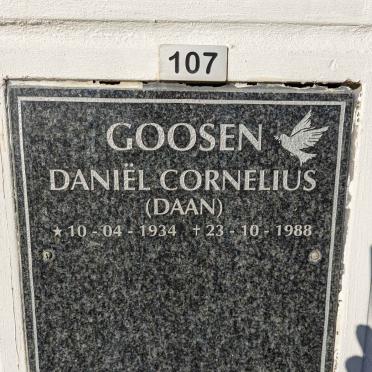 107
GOOSEN
DANIËL CORNELIUS
(DAAN)
★ 10 - 04 - 1934 ✝ 23 - 10 - 1988